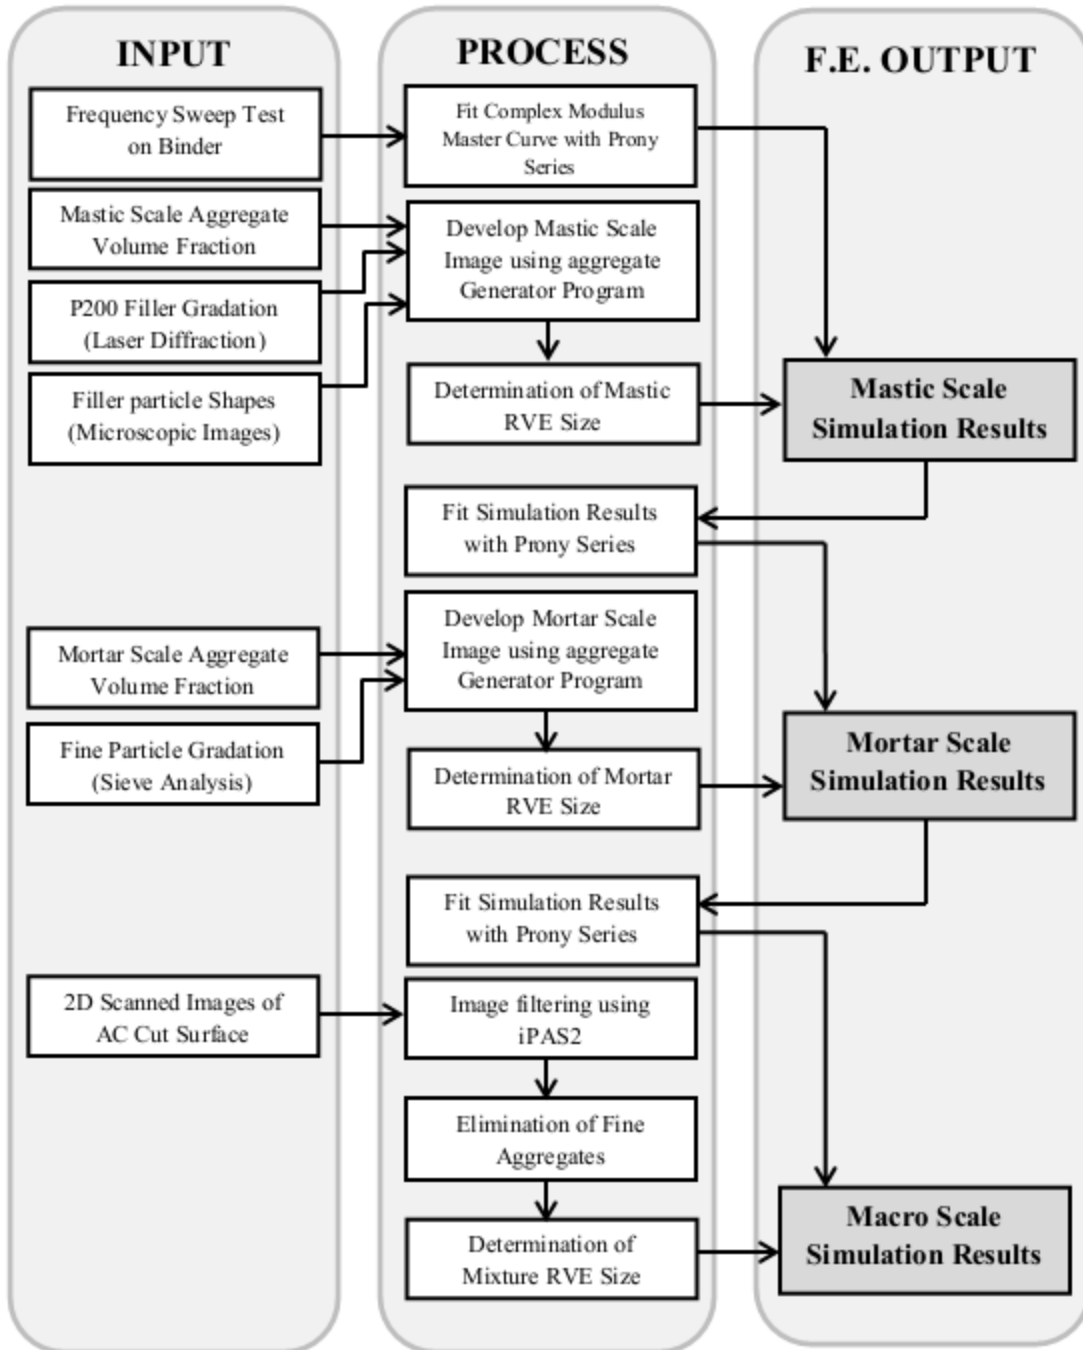 INPUT
Frequency Sweep Test
on Binder
Mastic Scale Aggregate
Volume Fraction
P200 Filler Gradation
(Laser Diffraction)
Filler particle Shapes
(Microscopic Images)
Mortar Scale Aggregate
Volume Fraction
Fine Particle Gradation
(Sieve Analysis)
2D Scanned Images of
AC Cut Surface
PROCESS
Fit Complex Modulus
Master Curve with Prony
Series
Develop Mastic Scale
Image using aggregate
Generator Program
Determination of Mastic
RVE Size
Fit Simulation Results
with Prony Series
Develop Mortar Scale
Image using aggregate
Generator Program
Determination of Mortar
RVE Size
Fit Simulation Results
with Prony Series
Image filtering using
iPAS2
Elimination of Fine
Aggregates
Determination of
Mixture RVE Size
F.E. OUTPUT
Mastic Scale
Simulation Results
Mortar Scale
Simulation Results
Macro Scale
Simulation Results